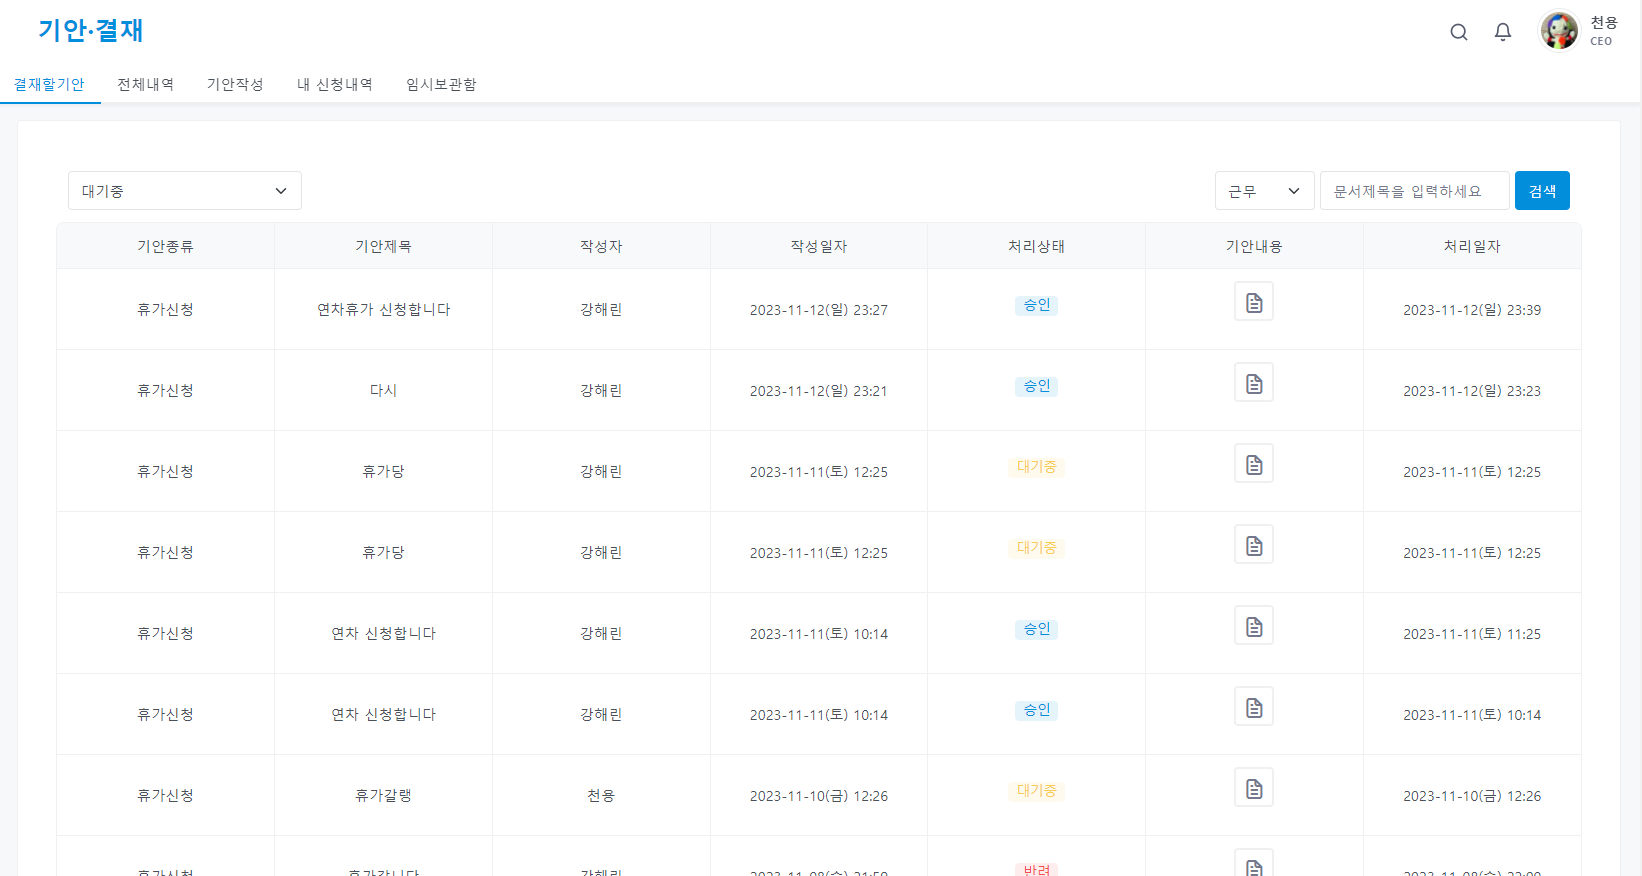 기안·결재
천용
CEO
결재할기안 전체내역 기안작성 내 신청내역 임시보관함
대기중 근무 문서제목을 입력하세요 검색
기안종류 기안제목 작성자 작성일자 처리상태 기안내용 처리일자
휴가신청 연차휴가 신청합니다 강해린 2023-11-12(일) 23:27 승인 2023-11-12(일) 23:39
휴가신청 다시 강해린 2023-11-12(일) 23:21 승인 2023-11-12(일) 23:23
휴가신청 휴가당 강해린 2023-11-11(토) 12:25 대기중 2023-11-11(토) 12:25
휴가신청 휴가당 강해린 2023-11-11(토) 12:25 대기중 2023-11-11(토) 12:25
휴가신청 연차 신청합니다 강해린 2023-11-11(토) 10:14 승인 2023-11-11(토) 11:25
휴가신청 연차 신청합니다 강해린 2023-11-11(토) 10:14 승인 2023-11-11(토) 10:14
휴가신청 휴가갈랭 천용 2023-11-10(금) 12:26 대기중 2023-11-10(금) 12:26
휴가신청 강해린 반려